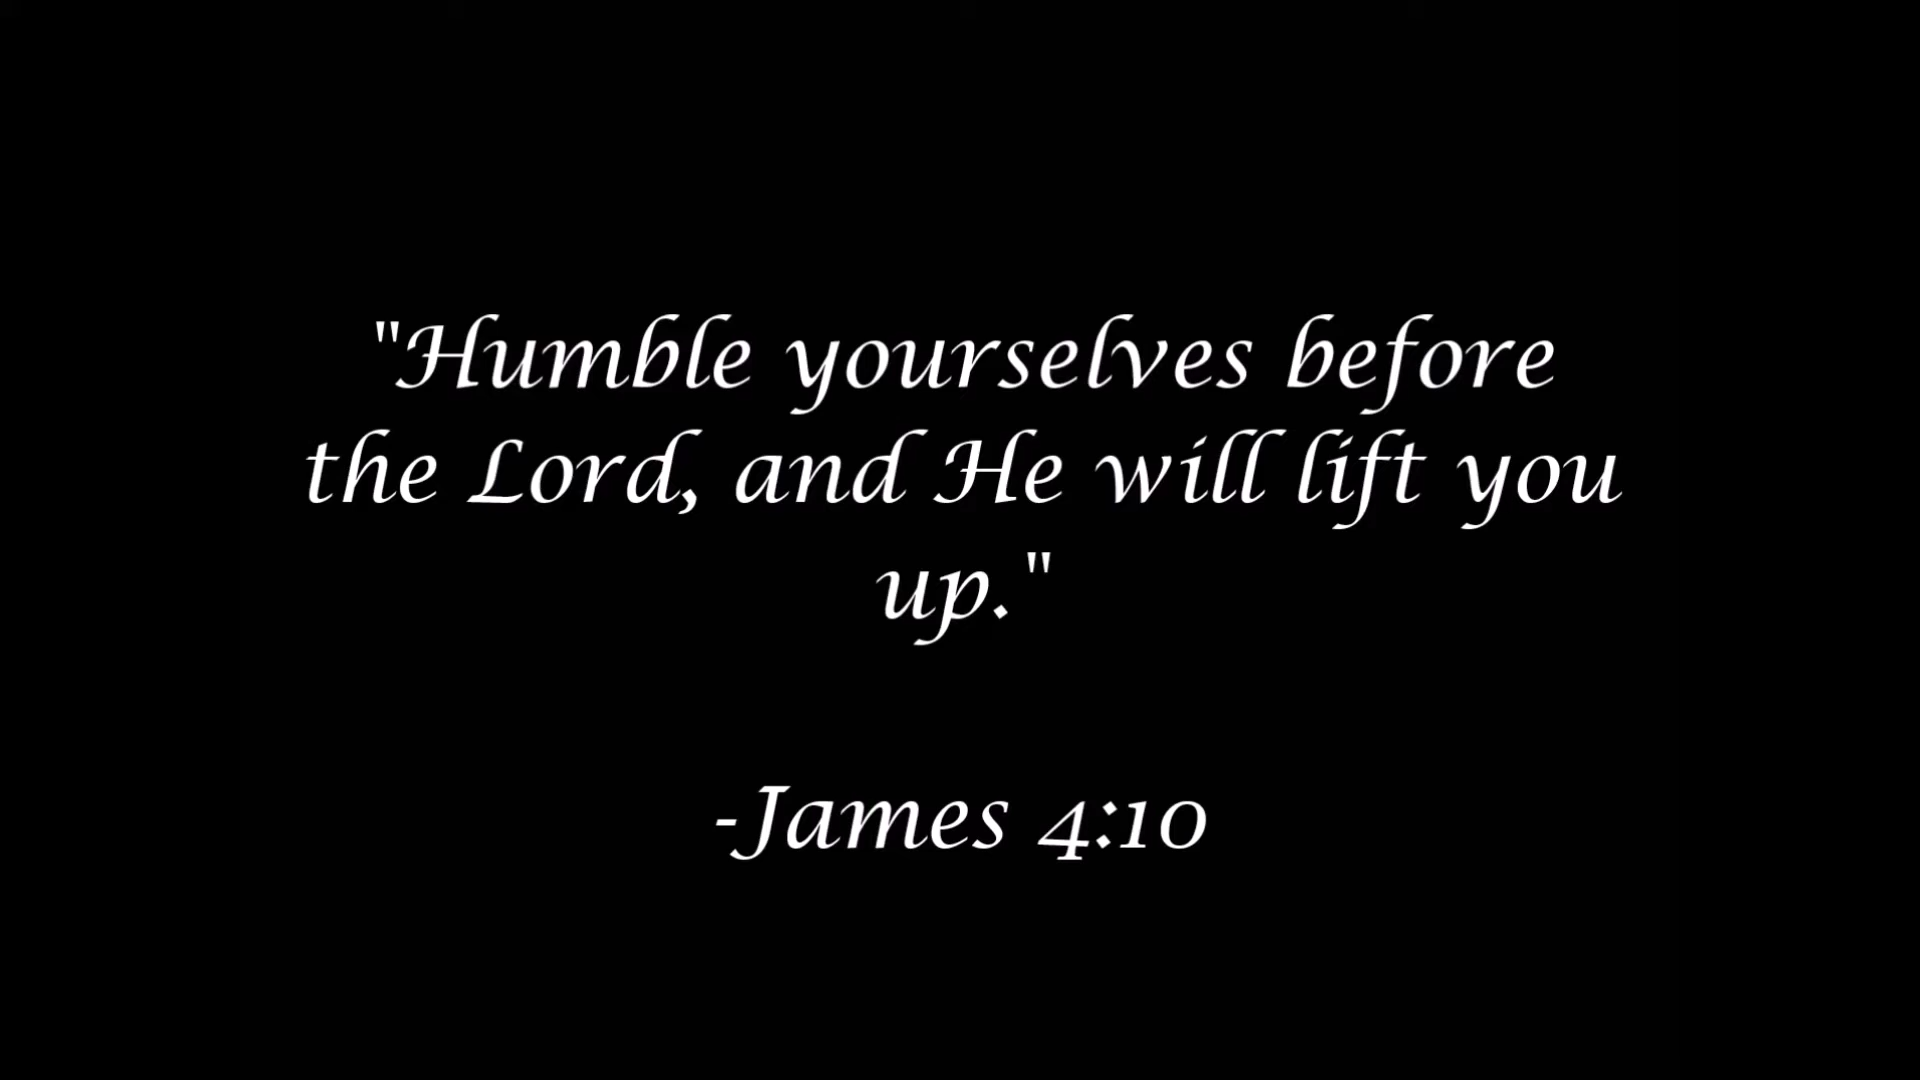 "Humble yourselves before
the Lord, and He will lift you
up."
-James 4:10